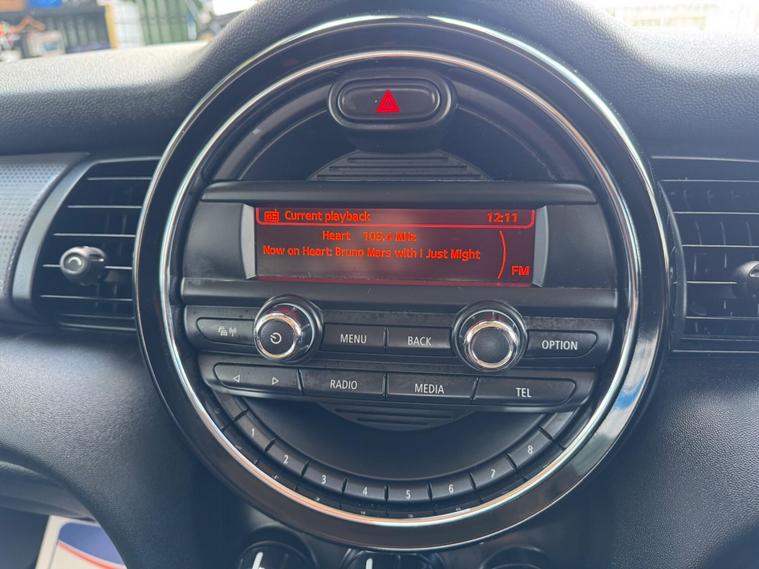 Current playback 12:11
Heart 103.4 MHz
Now on Heart: Bruno Mars with I Just Might
FM
MENU BACK OPTION
RADIO MEDIA TEL
1 2 3 4 5 6 7 8